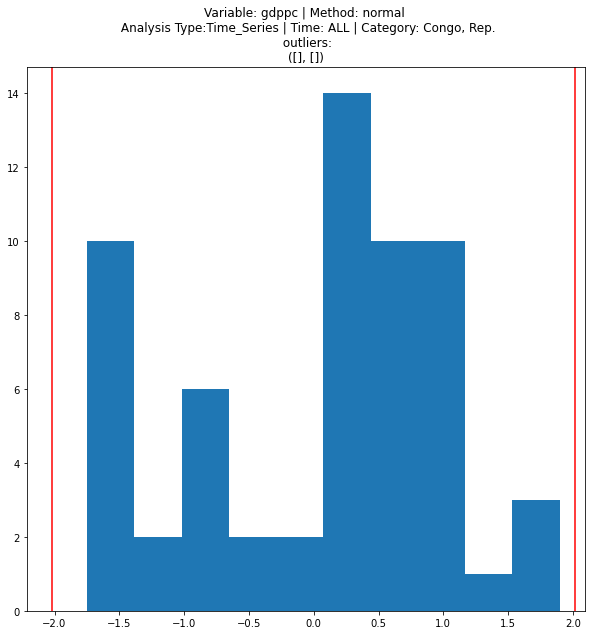 Variable: gdppc | Method: normal
Analysis Type:Time_Series | Time: ALL | Category: Congo, Rep.
outliers:
([], [])
14
12
10
8
6
4
2
0
−2.0 −1.5 −1.0 −0.5 0.0 0.5 1.0 1.5 2.0